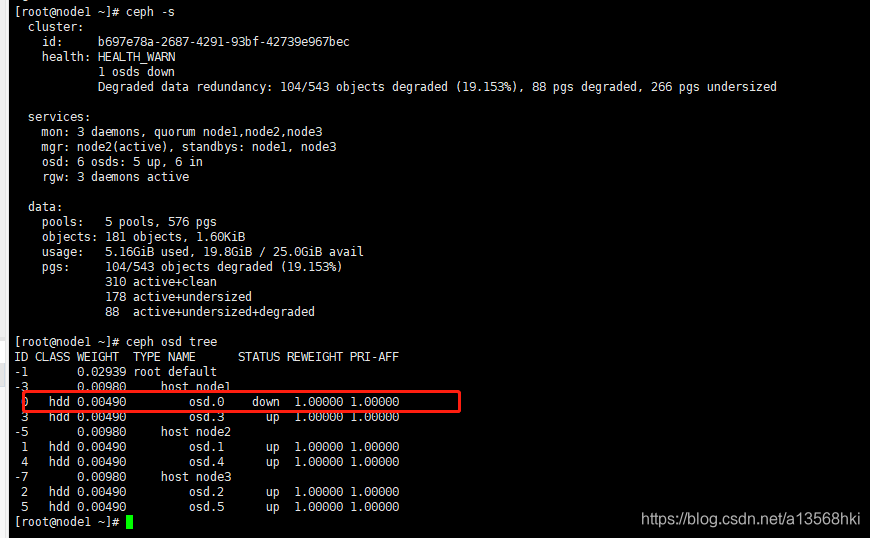 [root@node1 ~]# ceph -s
  cluster:
    id:     b697e78a-2687-4291-93bf-42739e967bec
    health: HEALTH_WARN
            1 osds down
            Degraded data redundancy: 104/543 objects degraded (19.153%), 88 pgs degraded, 266 pgs undersized
  services:
    mon: 3 daemons, quorum node1,node2,node3
    mgr: node2(active), standbys: node1, node3
    osd: 6 osds: 5 up, 6 in
    rgw: 3 daemons active
  data:
    pools:   5 pools, 576 pgs
    objects: 181 objects, 1.60KiB
    usage:   5.16GiB used, 19.8GiB / 25.0GiB avail
    pgs:     104/543 objects degraded (19.153%)
             310 active+clean
             178 active+undersized
             88  active+undersized+degraded
[root@node1 ~]# ceph osd tree
ID CLASS WEIGHT  TYPE NAME      STATUS REWEIGHT PRI-AFF
-1       0.02939 root default
-3       0.00980     host node1
 0   hdd 0.00490         osd.0    down  1.00000 1.00000
 3   hdd 0.00490         osd.3      up  1.00000 1.00000
-5       0.00980     host node2
 1   hdd 0.00490         osd.1      up  1.00000 1.00000
 4   hdd 0.00490         osd.4      up  1.00000 1.00000
-7       0.00980     host node3
 2   hdd 0.00490         osd.2      up  1.00000 1.00000
 5   hdd 0.00490         osd.5      up  1.00000 1.00000
[root@node1 ~]#
https://blog.csdn.net/a13568hki